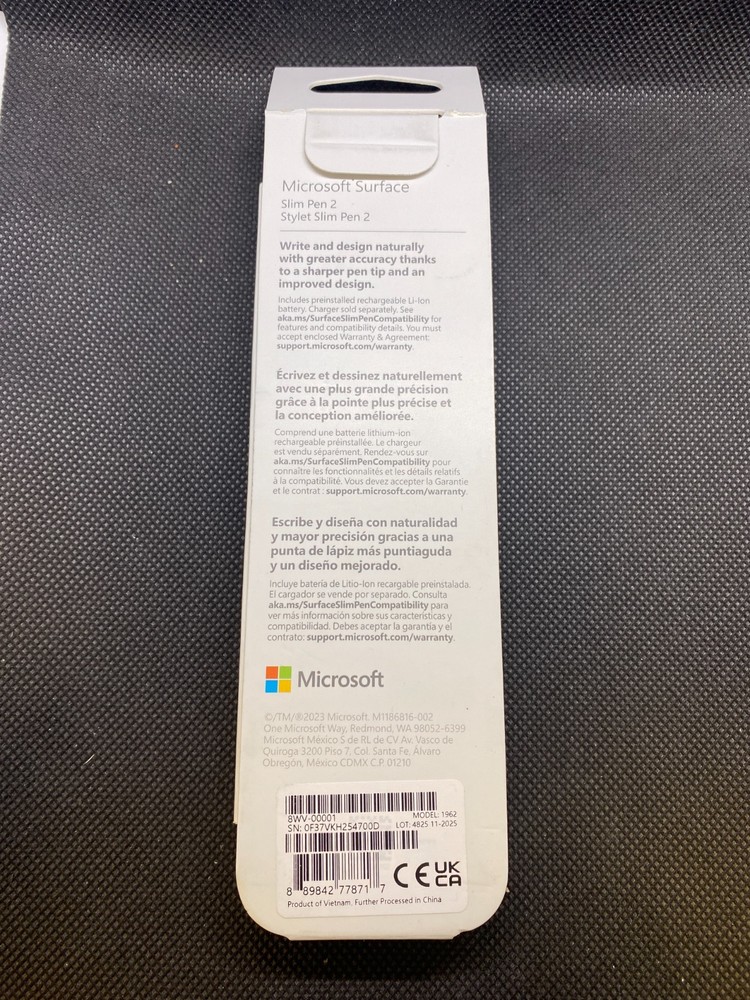 Microsoft Surface
Slim Pen 2
Stylet Slim Pen 2
Write and design naturally
with greater accuracy thanks
to a sharper pen tip and an
improved design.
Includes preinstalled rechargeable Li-Ion
battery. Charger sold separately. See
aka.ms/SurfaceSlimPenCompatibility for
features and compatibility details. You must
accept enclosed Warranty & Agreement:
support.microsoft.com/warranty.
Écrivez et dessinez naturellement
avec une plus grande précision
grâce à la pointe plus précise et
la conception améliorée.
Comprend une batterie lithium-ion
rechargeable préinstallée. Le chargeur
est vendu séparément. Rendez-vous sur
aka.ms/SurfaceSlimPenCompatibility pour
connaître les fonctionnalités et les détails relatifs
à la compatibilité. Vous devez accepter la Garantie
et le contrat : support.microsoft.com/warranty.
Escribe y diseña con naturalidad
y mayor precisión gracias a una
punta de lápiz más puntiaguda
y un diseño mejorado.
Incluye batería de Litio-Ion recargable preinstalada.
El cargador se vende por separado. Consulta
aka.ms/SurfaceSlimPenCompatibility para
ver más información sobre sus características y
compatibilidad. Debes aceptar la garantía y el
contrato: support.microsoft.com/warranty.
Microsoft
©/TM/®2023 Microsoft. M1186816-002
One Microsoft Way, Redmond, WA 98052-6399
Microsoft México S de RL de CV Av. Vasco de
Quiroga 3200 Piso 7, Col. Santa Fe, Álvaro
Obregón, México CDMX C.P. 01210
8WV-00001 MODEL: 1962
SN: 0F37VKH254700D LOT: 4825 11-2025
8 89842 77871 7 CE UK CA
Product of Vietnam. Further Processed in China